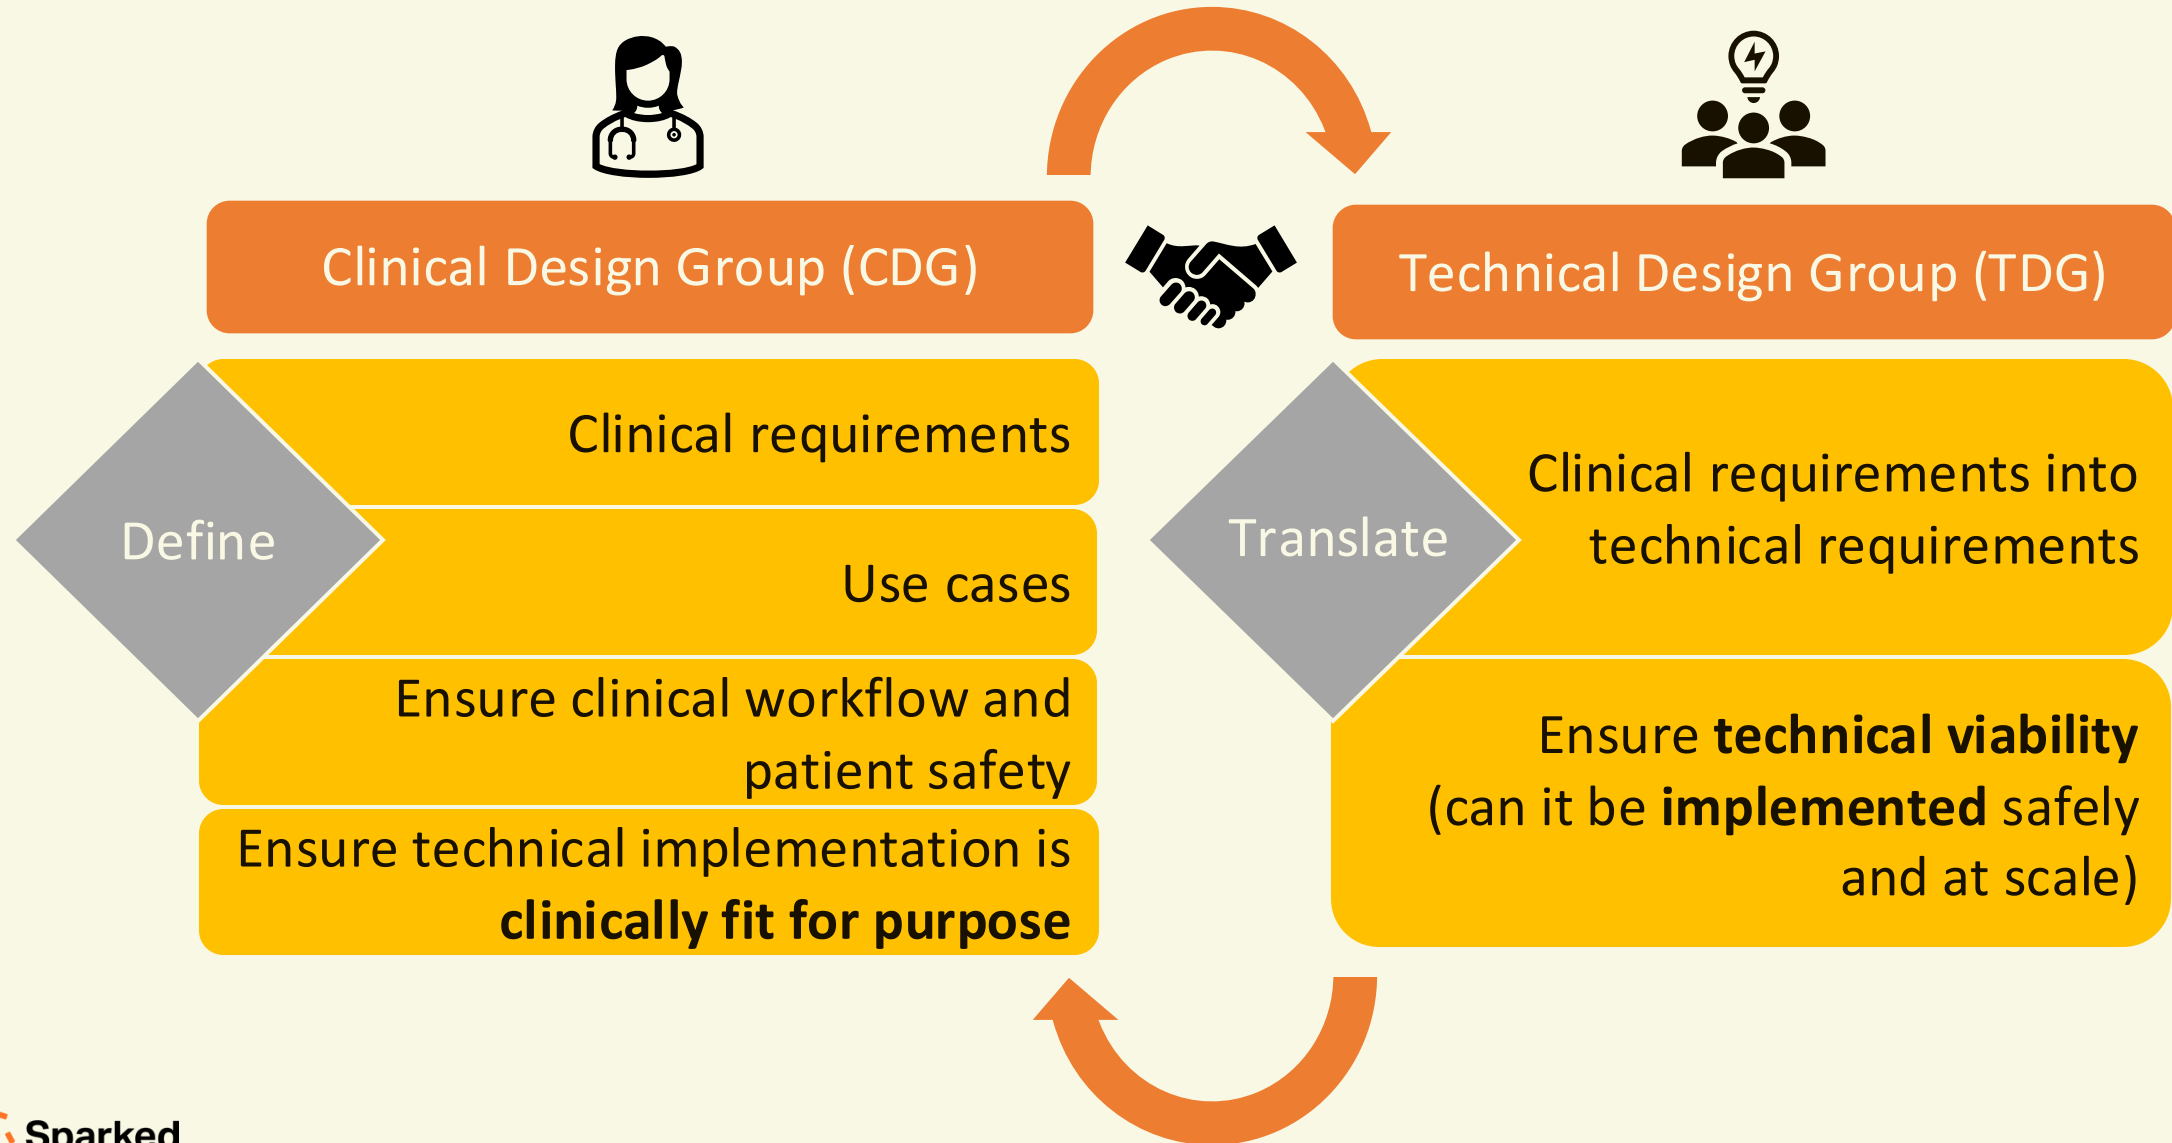 Clinical Design Group (CDG)
Define
Clinical requirements
Use cases
Ensure clinical workflow and
patient safety
Ensure technical implementation is
clinically fit for purpose
Technical Design Group (TDG)
Translate
Clinical requirements into
technical requirements
Ensure technical viability
(can it be implemented safely
and at scale)
Sparked